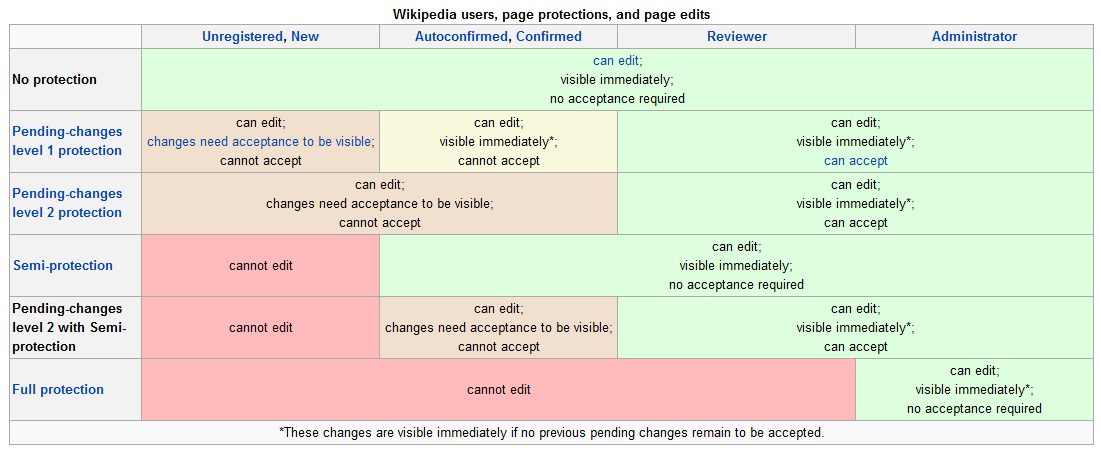 Wikipedia users, page protections, and page edits
Unregistered, New
Autoconfirmed, Confirmed
Reviewer
Administrator
No protection
can edit;
visible immediately;
no acceptance required
Pending-changes
level 1 protection
can edit;
changes need acceptance to be visible;
cannot accept
can edit;
visible immediately*;
cannot accept
can edit;
visible immediately*;
can accept
Pending-changes
level 2 protection
can edit;
changes need acceptance to be visible;
cannot accept
can edit;
visible immediately*;
can accept
Semi-protection
cannot edit
can edit;
visible immediately;
no acceptance required
Pending-changes
level 2 with Semi-
protection
cannot edit
can edit;
changes need acceptance to be visible;
cannot accept
can edit;
visible immediately*;
can accept
Full protection
cannot edit
can edit;
visible immediately*;
no acceptance required
*These changes are visible immediately if no previous pending changes remain to be accepted.